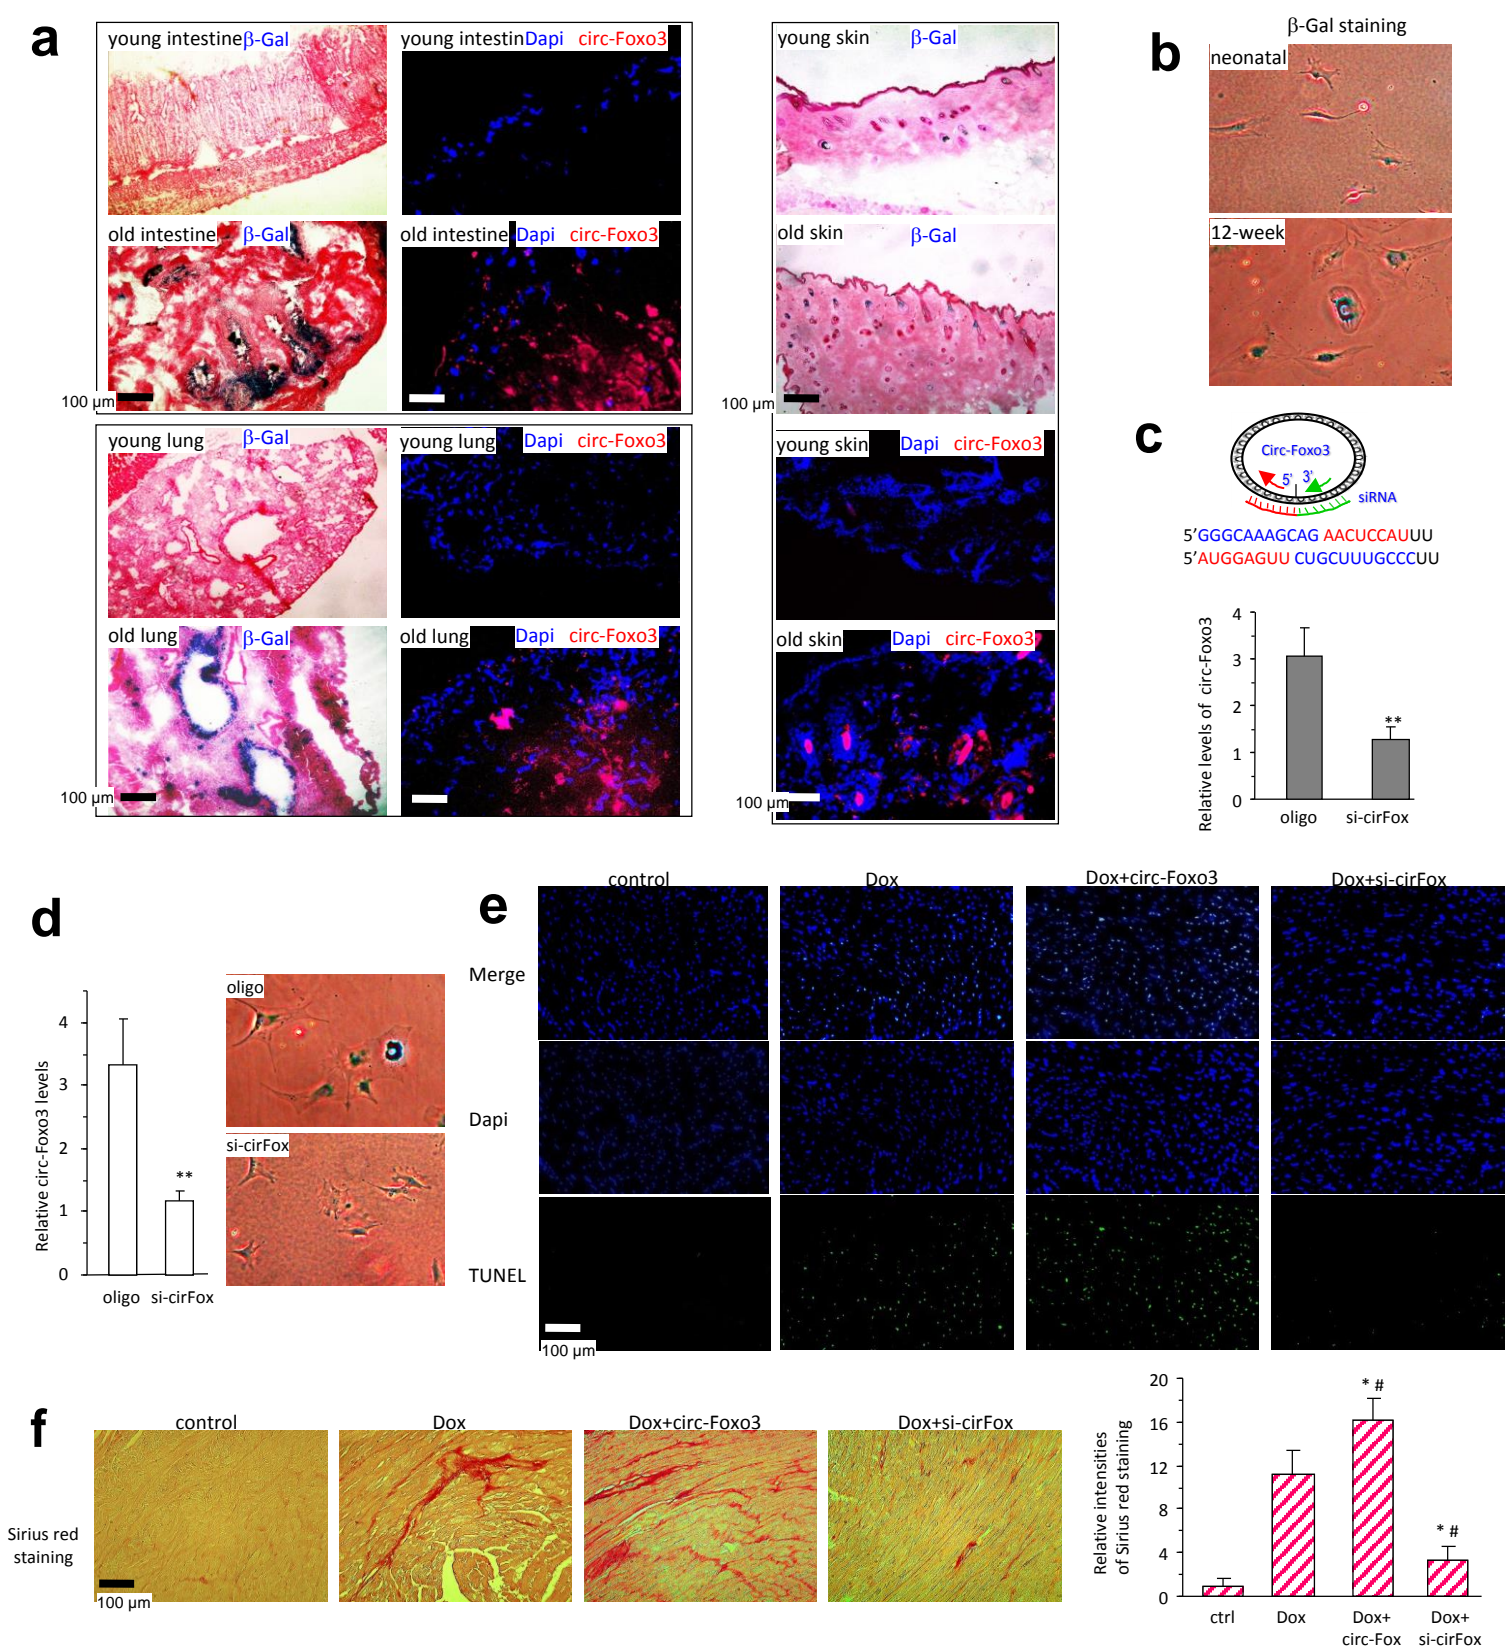 a
young intestineβ-Gal
young intestinDapi circ-Foxo3
old intestine β-Gal
old intestine Dapi circ-Foxo3
100 μm
young lung β-Gal
young lung Dapi circ-Foxo3
old lung β-Gal
old lung Dapi circ-Foxo3
100 μm
young skin β-Gal
old skin β-Gal
100 μm
young skin Dapi circ-Foxo3
old skin Dapi circ-Foxo3
100 μm
b
β-Gal staining
neonatal
12-week
c
Circ-Foxo3
5' 3'
siRNA
5'GGGCAAAGCAG AACUCCAUUU
5'AUGGAGUU CUGCUUUGCCCUU
Relative levels of circ-Foxo3
4
3
2
1
0
**
oligo si-cirFox
d
Relative circ-Foxo3 levels
4
3
2
1
0
**
oligo si-cirFox
oligo
si-cirFox
e
control Dox Dox+circ-Foxo3 Dox+si-cirFox
Merge
Dapi
TUNEL
100 μm
f
control Dox Dox+circ-Foxo3 Dox+si-cirFox
Sirius red
staining
100 μm
Relative intensities
of Sirius red staining
20
16
12
8
4
0
* #
* #
ctrl Dox Dox+ Dox+
circ-Fox si-cirFox